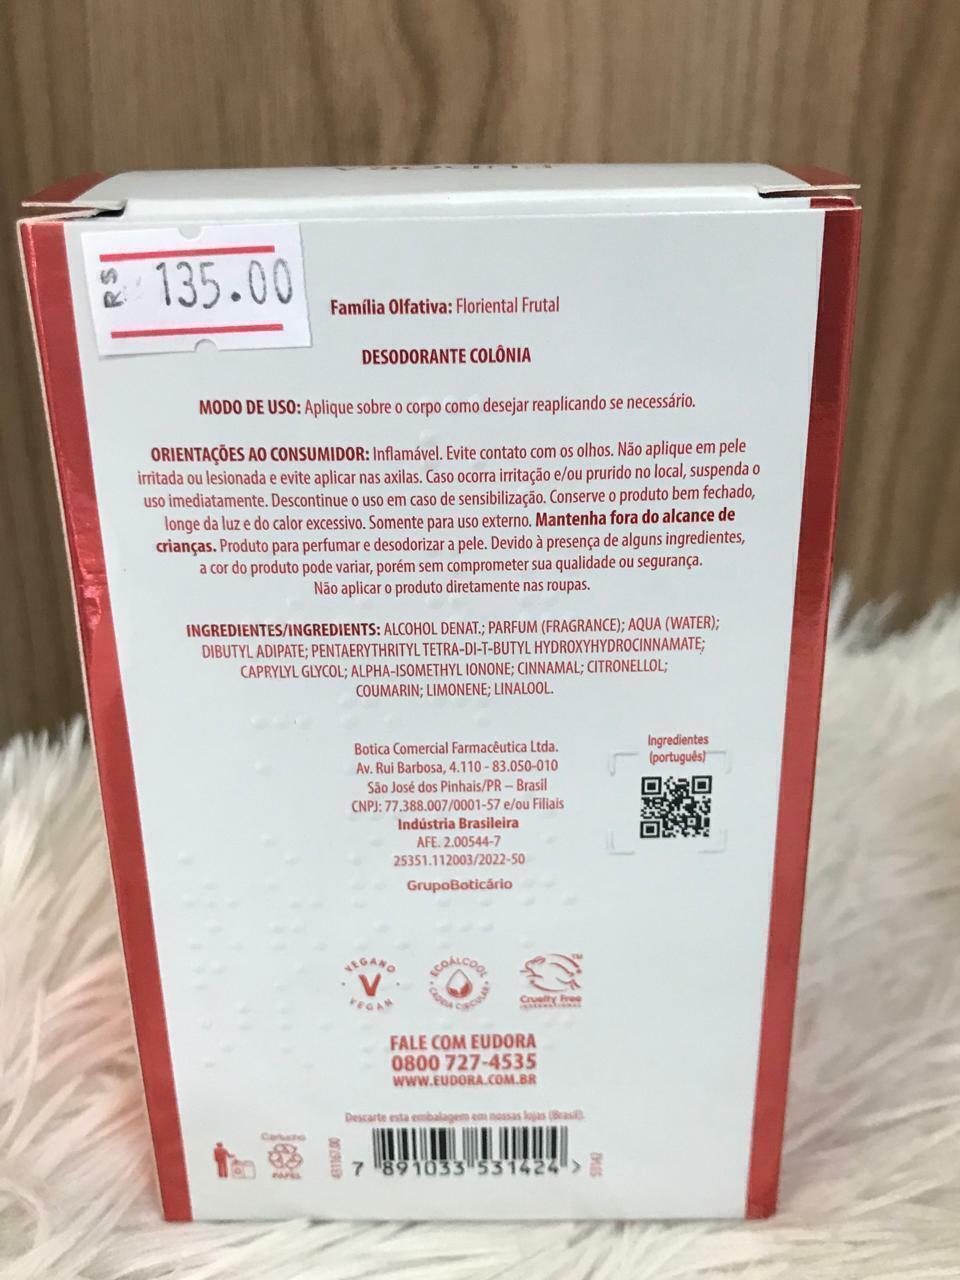 EUDORA
R$ 135.00
Família Olfativa: Floriental Frutal
DESODORANTE COLÔNIA
MODO DE USO: Aplique sobre o corpo como desejar reaplicando se necessário.
ORIENTAÇÕES AO CONSUMIDOR: Inflamável. Evite contato com os olhos. Não aplique em pele
irritada ou lesionada e evite aplicar nas axilas. Caso ocorra irritação e/ou prurido no local, suspenda o
uso imediatamente. Descontinue o uso em caso de sensibilização. Conserve o produto bem fechado,
longe da luz e do calor excessivo. Somente para uso externo. Mantenha fora do alcance de
crianças. Produto para perfumar e desodorizar a pele. Devido à presença de alguns ingredientes,
a cor do produto pode variar, porém sem comprometer sua qualidade ou segurança.
Não aplicar o produto diretamente nas roupas.
INGREDIENTES/INGREDIENTS: ALCOHOL DENAT.; PARFUM (FRAGRANCE); AQUA (WATER);
DIBUTYL ADIPATE; PENTAERYTHRITYL TETRA-DI-T-BUTYL HYDROXYHYDROCINNAMATE;
CAPRYLYL GLYCOL; ALPHA-ISOMETHYL IONONE; CINNAMAL; CITRONELLOL;
COUMARIN; LIMONENE; LINALOOL.
Botica Comercial Farmacêutica Ltda.
Av. Rui Barbosa, 4.110 - 83.050-010
São José dos Pinhais/PR – Brasil
CNPJ: 77.388.007/0001-57 e/ou Filiais
Indústria Brasileira
AFE. 2.00544-7
25351.112003/2022-50
GrupoBoticário
Ingredientes
(português)
VEGANO
V
VEGAN
ECOÁLCOOL
CADEIA CIRCULAR
TM
Cruelty Free
INTERNATIONAL
FALE COM EUDORA
0800 727-4535
WWW.EUDORA.COM.BR
Descarte esta embalagem em nossas lojas (Brasil).
Cartucho
PAPEL
431167.00
7 891033 531424 >
53142